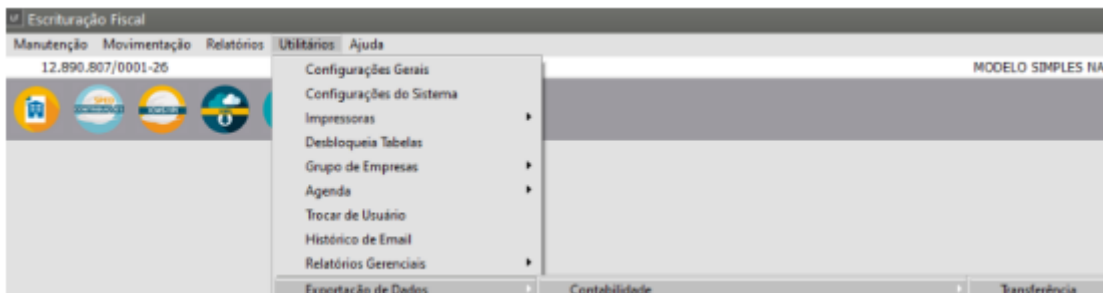 Escrituração Fiscal
Manutenção Movimentação Relatórios Utilitários Ajuda
12.890.807/0001-26 MODELO SIMPLES NA
Configurações Gerais
Configurações do Sistema
Impressoras
Desbloqueia Tabelas
Grupo de Empresas
Agenda
Trocar de Usuário
Histórico de Email
Relatórios Gerenciais
Exportação de Dados Contabilidade Transferência